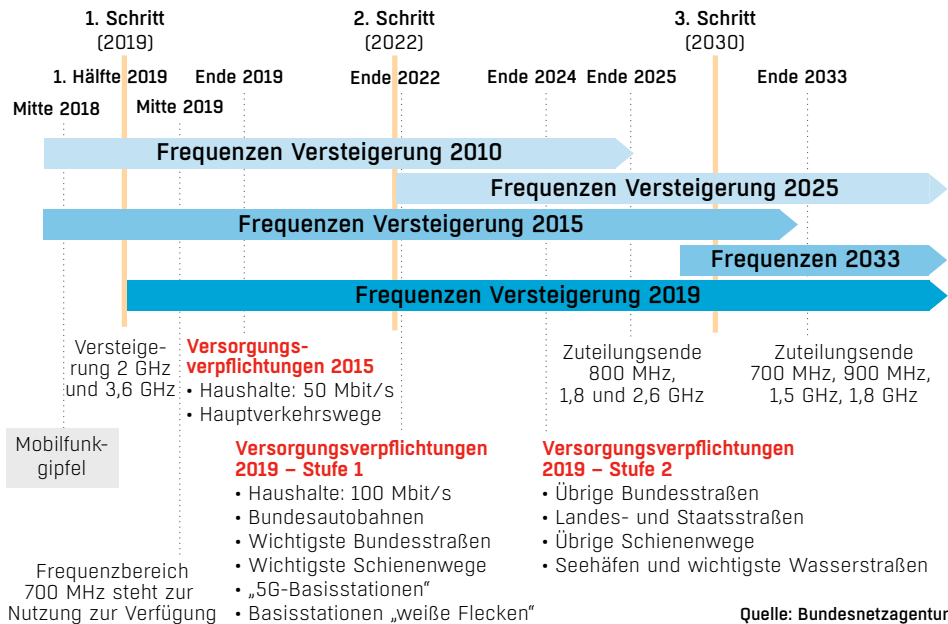 1. Schritt
(2019)
2. Schritt
(2022)
3. Schritt
(2030)
1. Hälfte 2019
Ende 2019
Ende 2022
Ende 2024
Ende 2025
Ende 2033
Mitte 2018
Mitte 2019
Frequenzen Versteigerung 2010
Frequenzen Versteigerung 2025
Frequenzen Versteigerung 2015
Frequenzen 2033
Frequenzen Versteigerung 2019
Versteige-
rung 2 GHz
und 3,6 GHz
Versorgungs-
verpflichtungen 2015
• Haushalte: 50 Mbit/s
• Hauptverkehrswege
Zuteilungsende
800 MHz,
1,8 und 2,6 GHz
Zuteilungsende
700 MHz, 900 MHz,
1,5 GHz, 1,8 GHz
Mobilfunk-
gipfel
Versorgungsverpflichtungen
2019 – Stufe 1
• Haushalte: 100 Mbit/s
• Bundesautobahnen
• Wichtigste Bundesstraßen
• Wichtigste Schienenwege
• „5G-Basisstationen“
• Basisstationen „weiße Flecken“
Versorgungsverpflichtungen
2019 – Stufe 2
• Übrige Bundesstraßen
• Landes- und Staatsstraßen
• Übrige Schienenwege
• Seehäfen und wichtigste Wasserstraßen
Frequenzbereich
700 MHz steht zur
Nutzung zur Verfügung
Quelle: Bundesnetzagentur